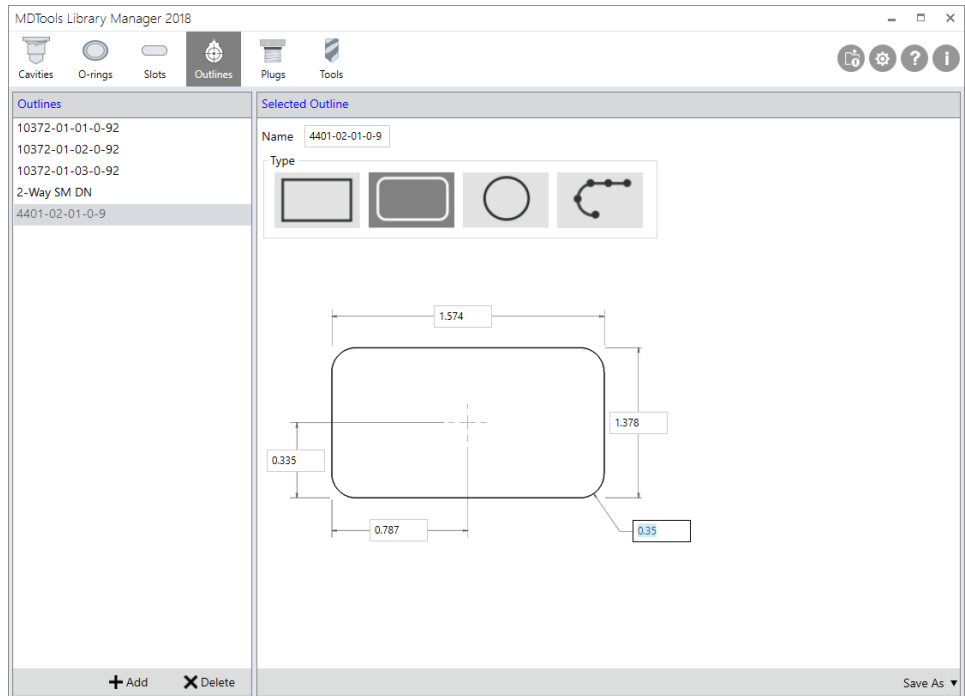 MDTools Library Manager 2018
Cavities O-rings Slots Outlines Plugs Tools
Outlines
10372-01-01-0-92
10372-01-02-0-92
10372-01-03-0-92
2-Way SM DN
4401-02-01-0-9
Add Delete
Selected Outline
Name 4401-02-01-0-9
Type
1.574
1.378
0.335
0.787
0.35
Save As